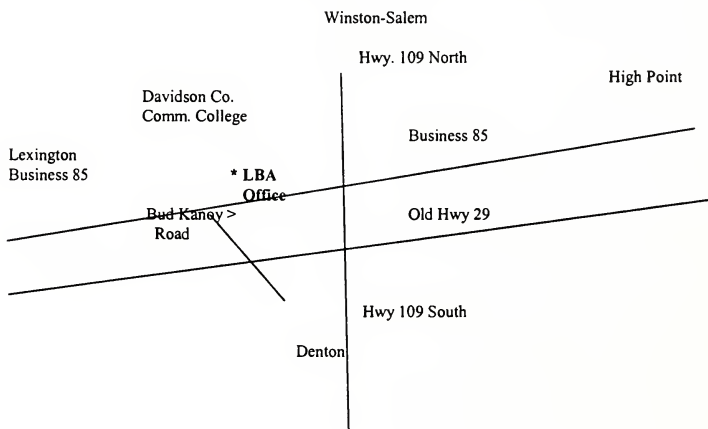 Winston-Salem
Hwy. 109 North
High Point
Davidson Co.
Comm. College
Business 85
Lexington
Business 85
* LBA
Office
Bud Kanoy >
Road
Old Hwy 29
Hwy 109 South
Denton